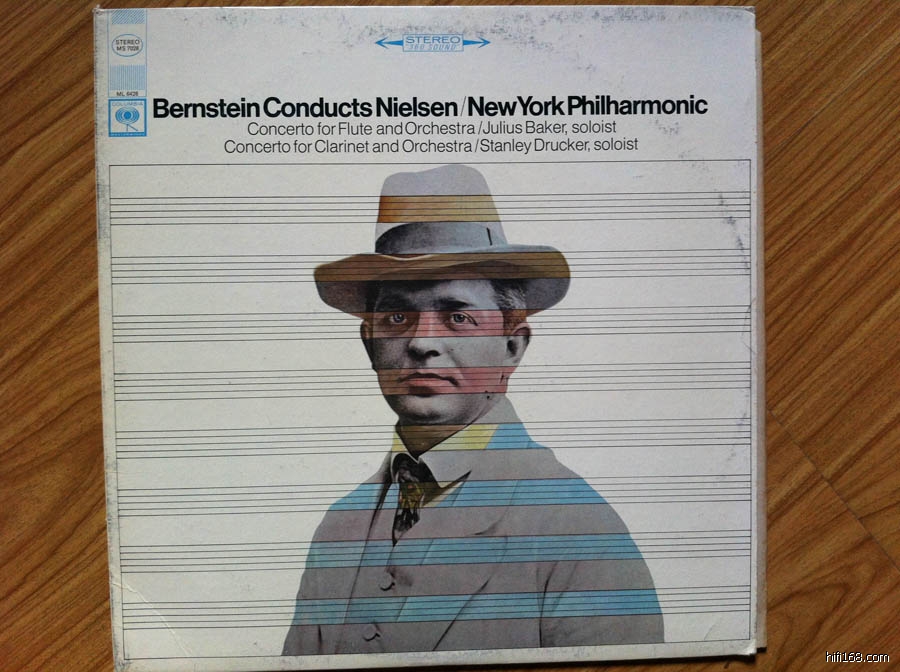 STEREO
MS 7028
ML 6428
COLUMBIA
MASTERWORKS
STEREO
"360 SOUND"
Bernstein Conducts Nielsen/New York Philharmonic
Concerto for Flute and Orchestra/Julius Baker, soloist
Concerto for Clarinet and Orchestra/Stanley Drucker, soloist
hifi168.com